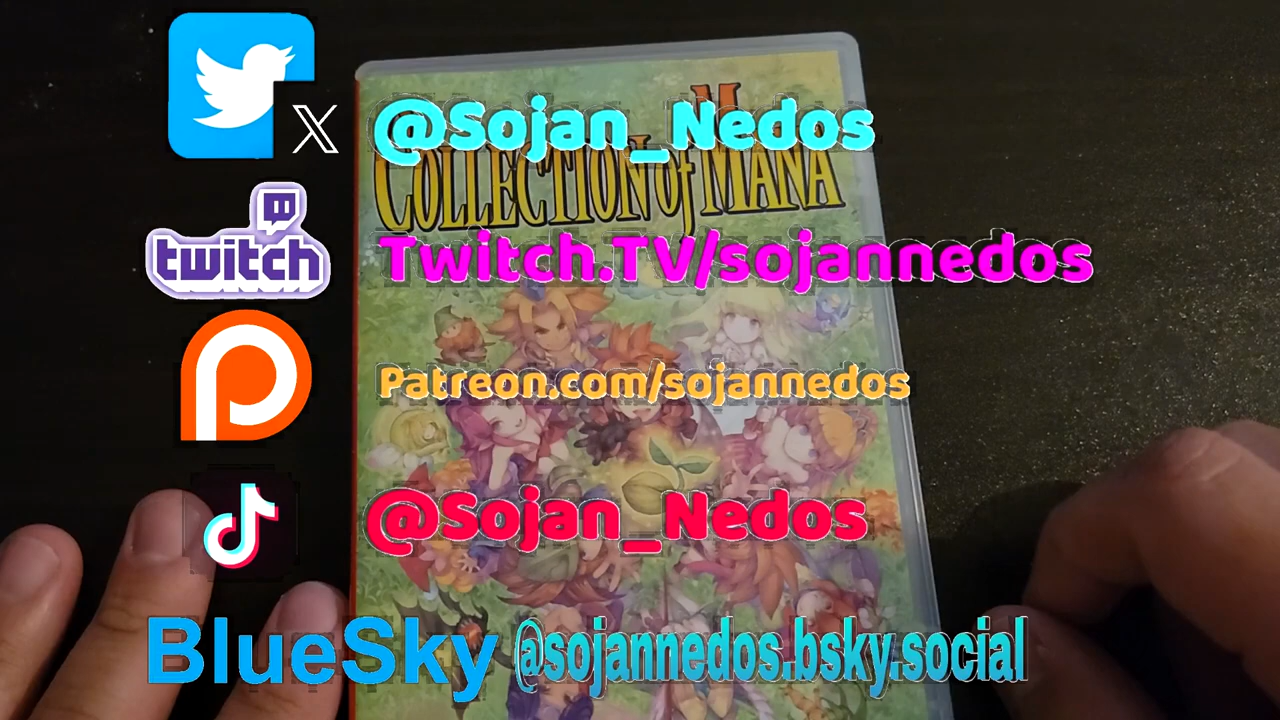 @Sojan_Nedos
COLLECTION of MANA
twitch
Twitch.TV/sojannedos
Patreon.com/sojannedos
@Sojan_Nedos
BlueSky @sojannedos.bsky.social